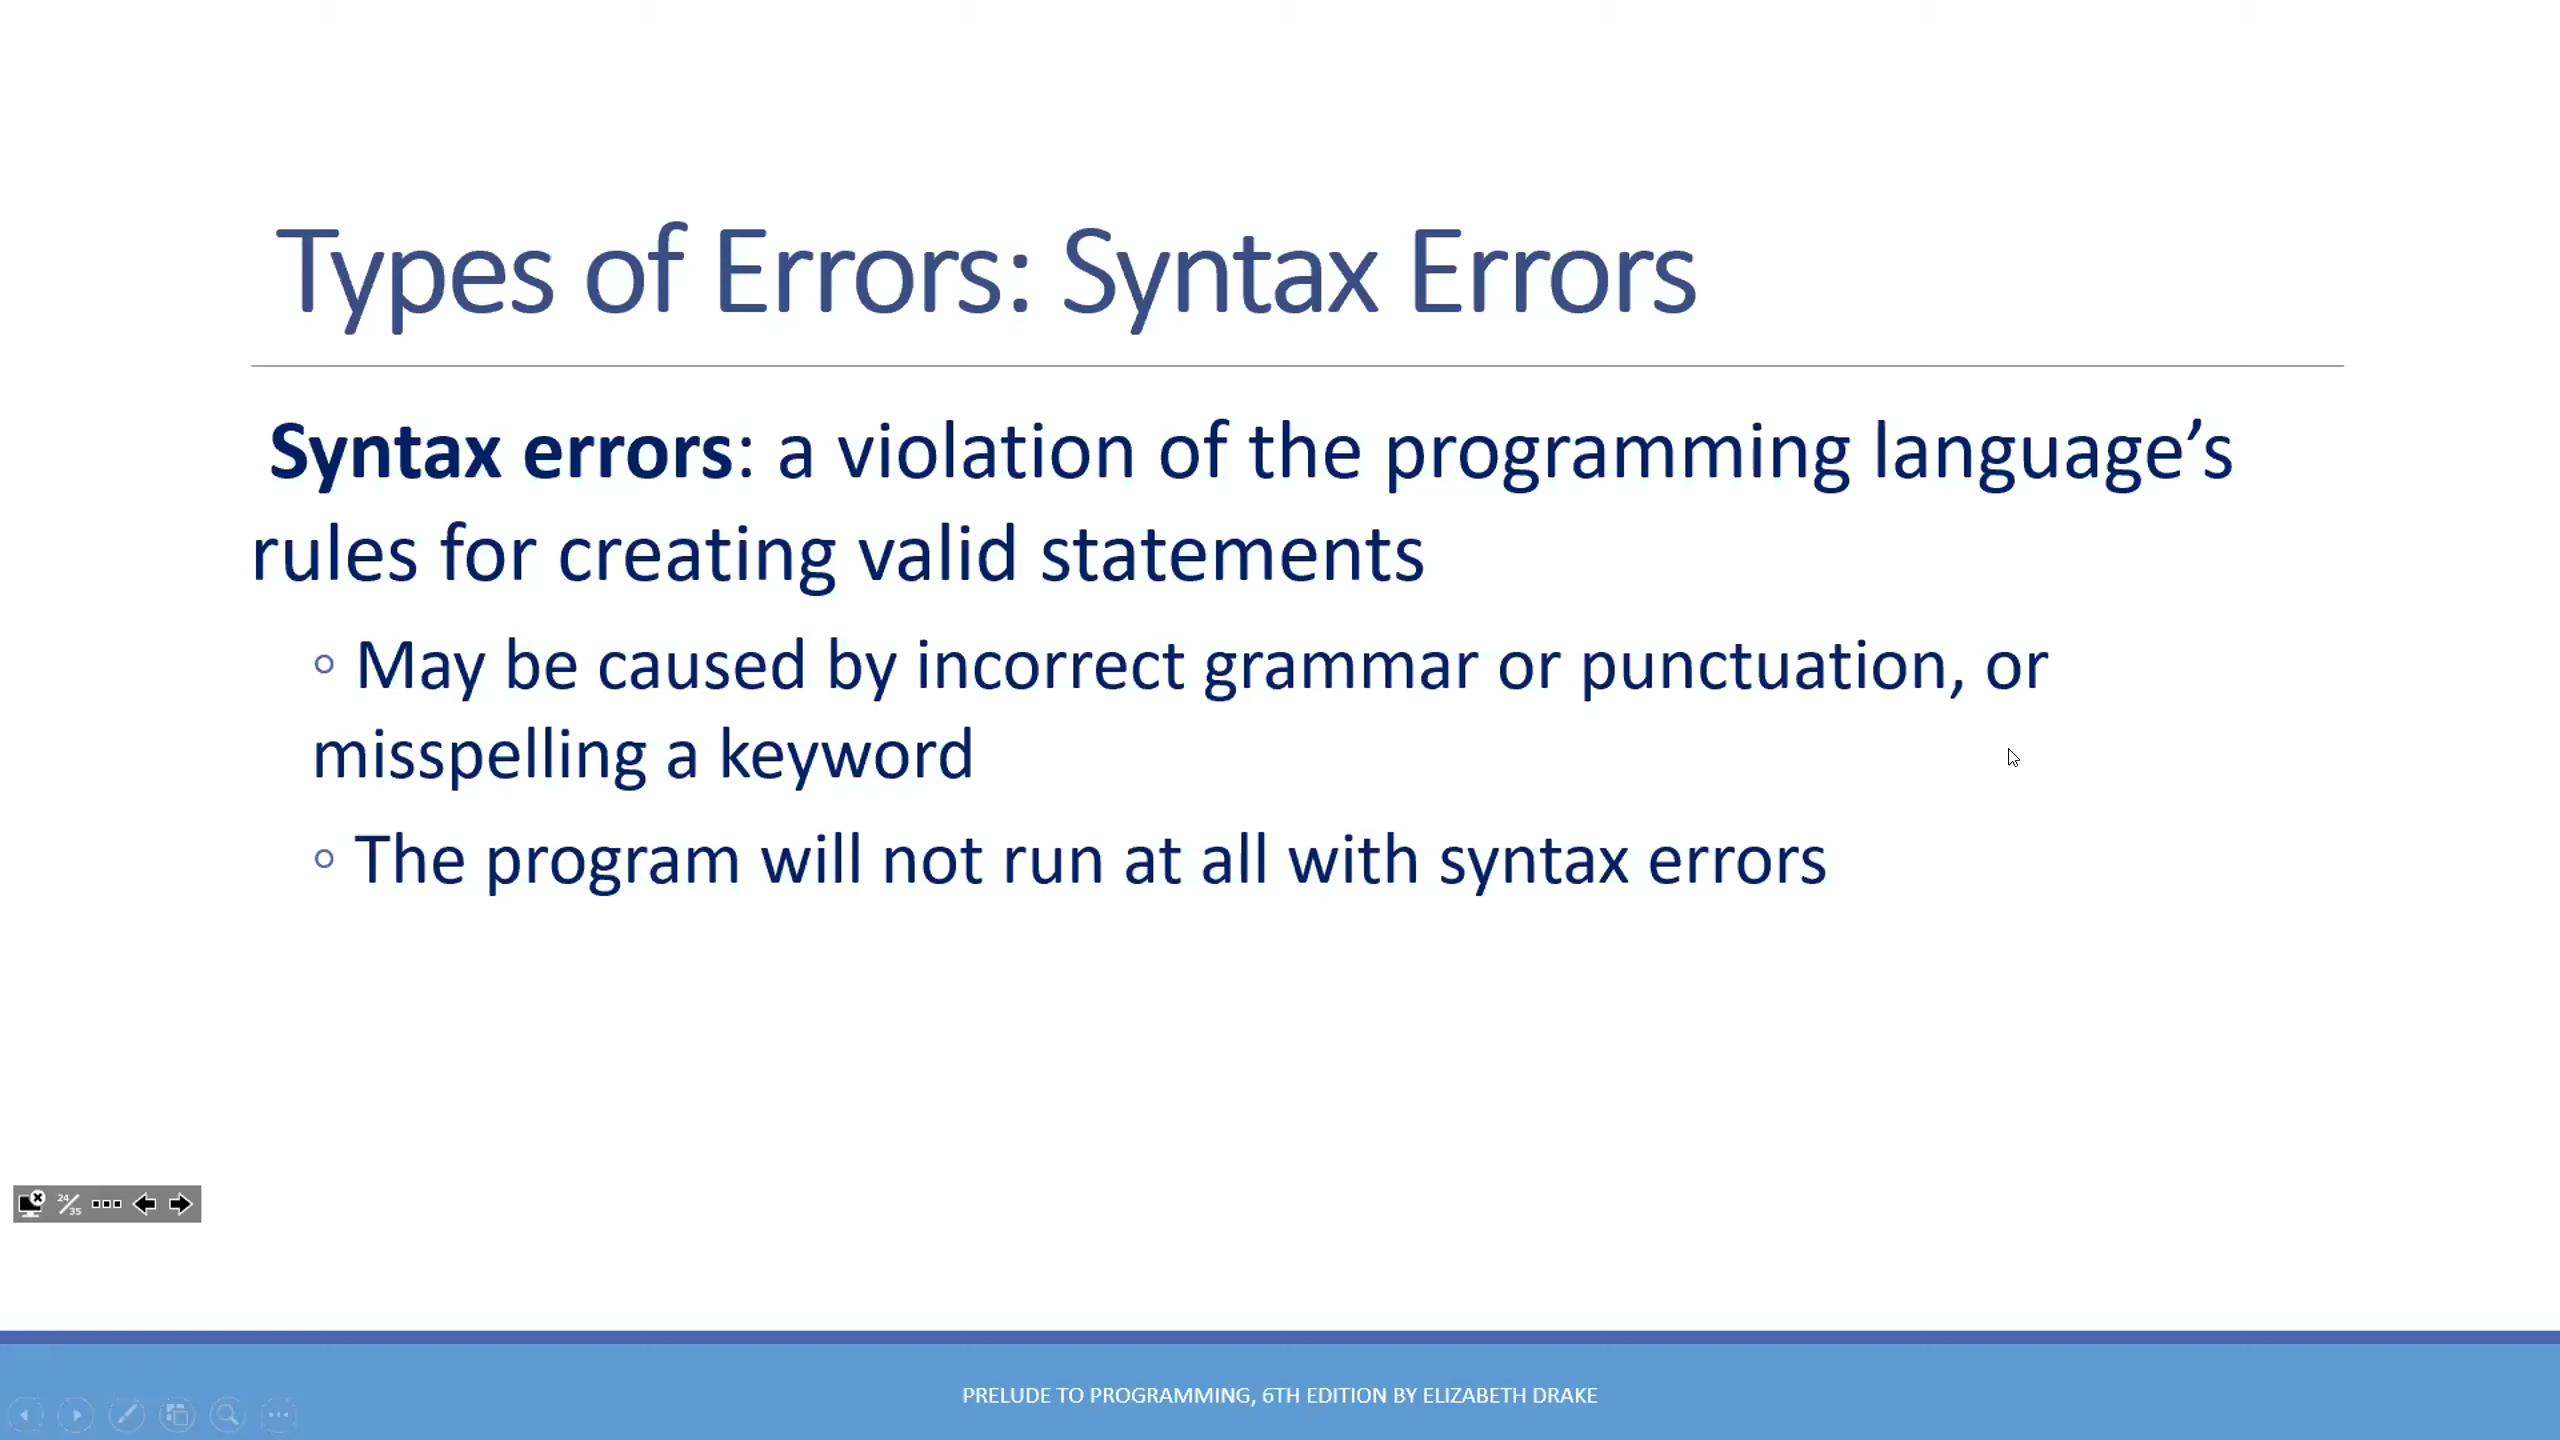 Types of Errors: Syntax Errors
Syntax errors: a violation of the programming language’s
rules for creating valid statements
◦ May be caused by incorrect grammar or punctuation, or
misspelling a keyword
◦ The program will not run at all with syntax errors
24/35
PRELUDE TO PROGRAMMING, 6TH EDITION BY ELIZABETH DRAKE